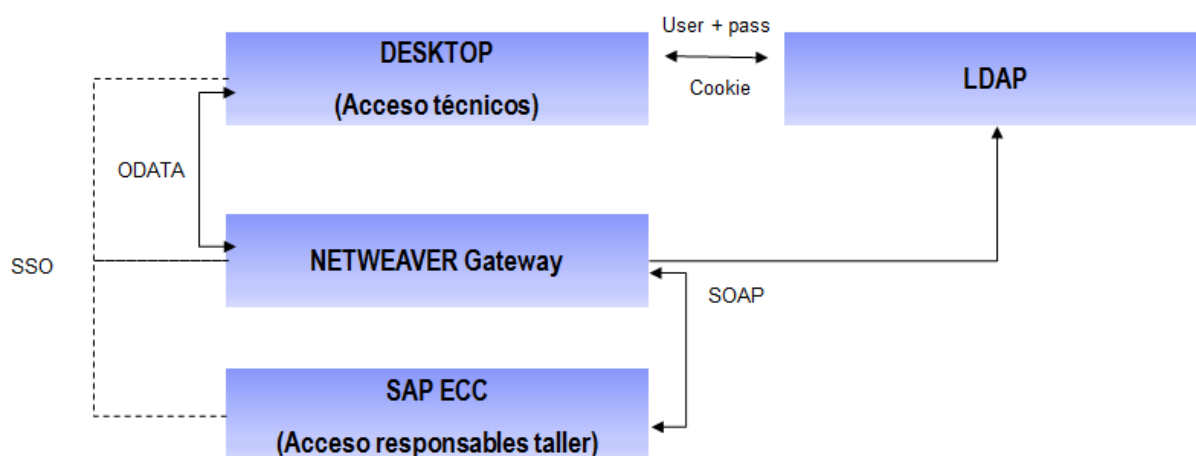 User + pass
DESKTOP
(Acceso técnicos)
Cookie
LDAP
ODATA
NETWEAVER Gateway
SSO
SOAP
SAP ECC
(Acceso responsables taller)